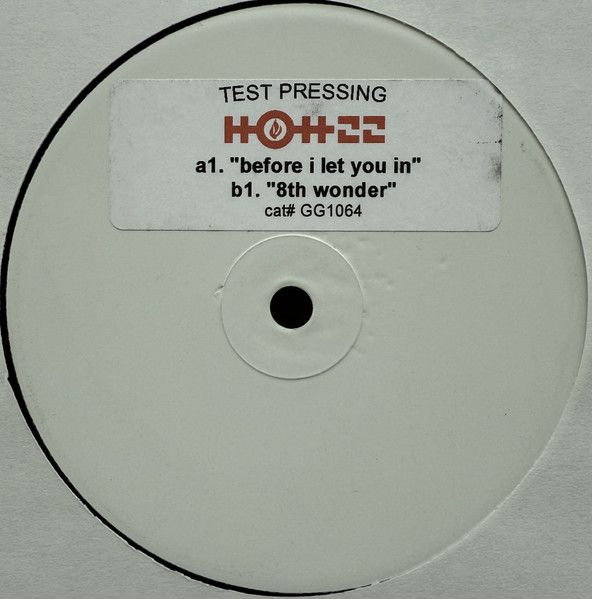 TEST PRESSING
a1. "before i let you in"
b1. "8th wonder"
cat# GG1064